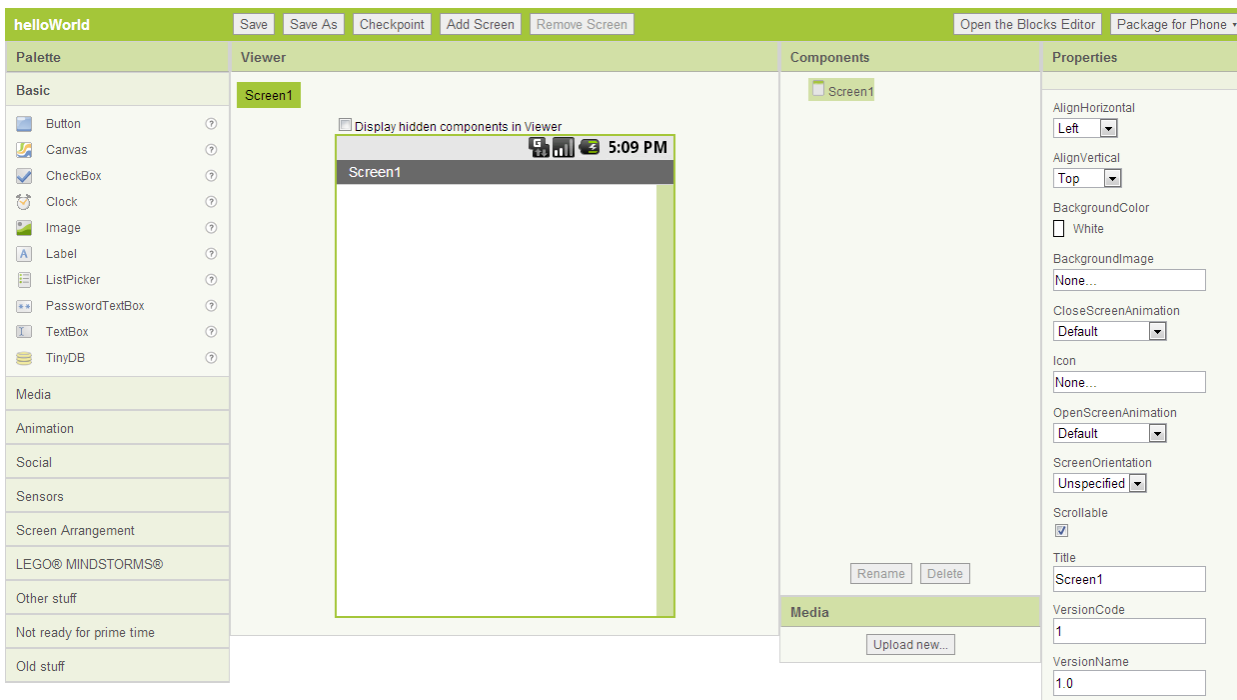 helloWorld
Save
Save As
Checkpoint
Add Screen
Remove Screen
Open the Blocks Editor
Package for Phone
Palette
Basic
Button
Canvas
CheckBox
Clock
Image
Label
ListPicker
PasswordTextBox
TextBox
TinyDB
Media
Animation
Social
Sensors
Screen Arrangement
LEGO® MINDSTORMS®
Other stuff
Not ready for prime time
Old stuff
Viewer
Screen1
Display hidden components in Viewer
5:09 PM
Screen1
Components
Screen1
Rename
Delete
Media
Upload new...
Properties
AlignHorizontal
Left
AlignVertical
Top
BackgroundColor
White
BackgroundImage
None...
CloseScreenAnimation
Default
Icon
None...
OpenScreenAnimation
Default
ScreenOrientation
Unspecified
Scrollable
Title
Screen1
VersionCode
1
VersionName
1.0